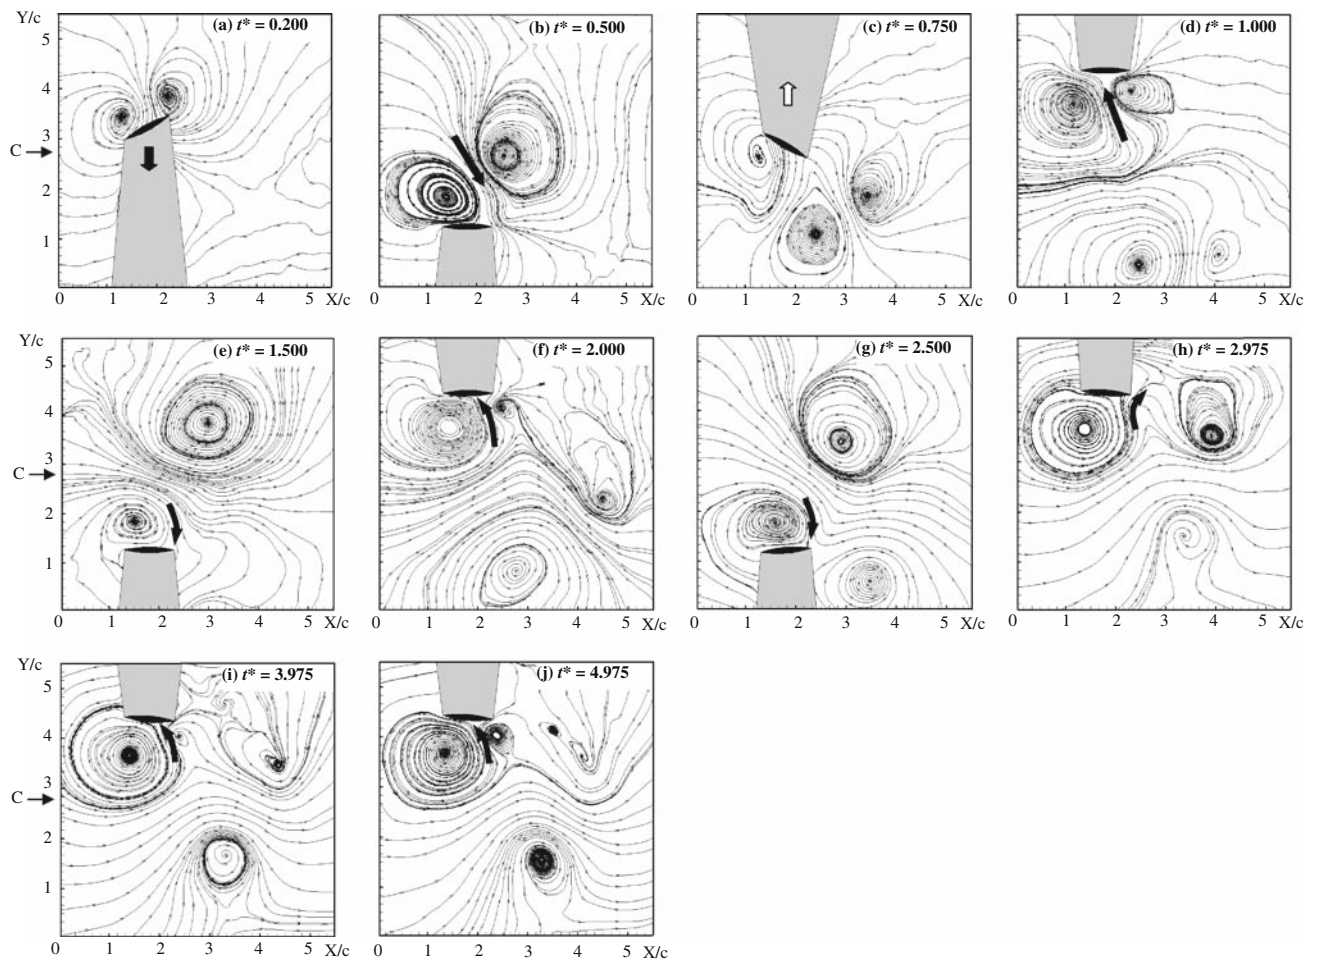 Y/c (a) t* = 0.200 (b) t* = 0.500 (c) t* = 0.750 (d) t* = 1.000
5
4
3
C
2
1
0 1 2 3 4 5 X/c 0 1 2 3 4 5 X/c 0 1 2 3 4 5 X/c 0 1 2 3 4 5 X/c
Y/c (e) t* = 1.500 (f) t* = 2.000 (g) t* = 2.500 (h) t* = 2.975
5
4
3
C
2
1
0 1 2 3 4 5 X/c 0 1 2 3 4 5 X/c 0 1 2 3 4 5 X/c 0 1 2 3 4 5 X/c
Y/c (i) t* = 3.975 (j) t* = 4.975
5
4
3
C
2
1
0 1 2 3 4 5 X/c 0 1 2 3 4 5 X/c